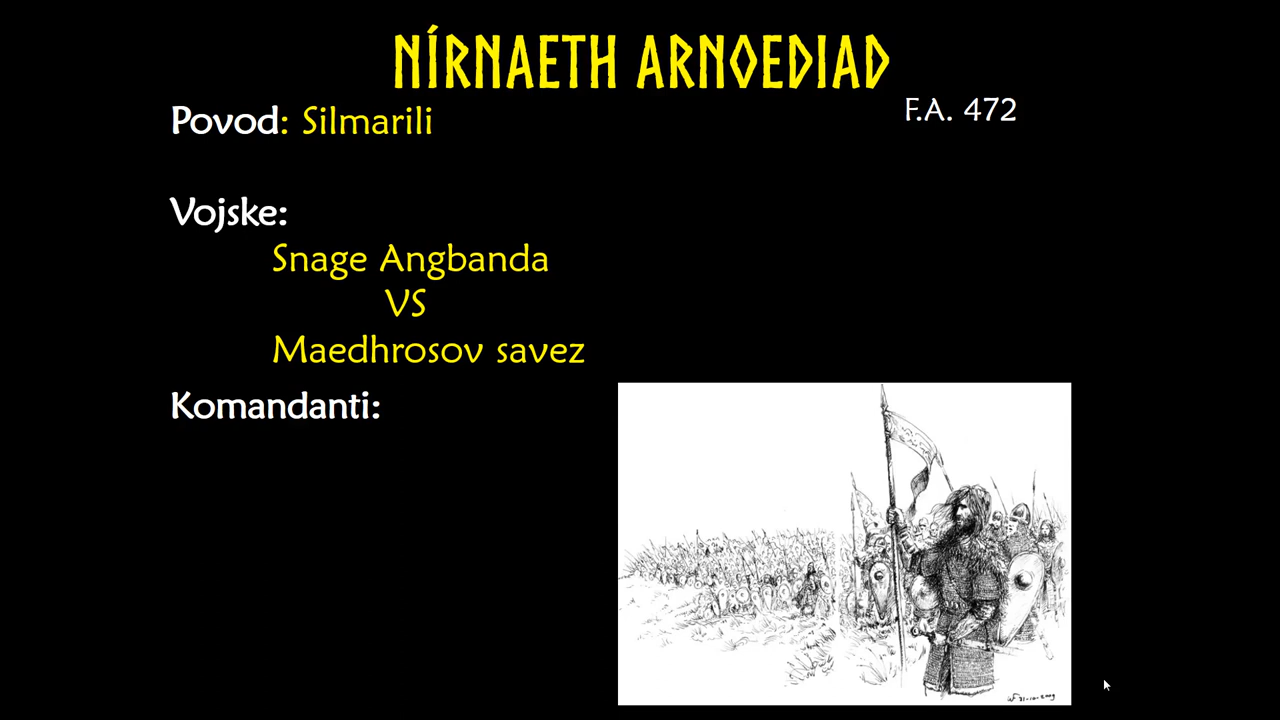 NÍRNAETH ARNOEDIAD
F.A. 472
Povod: Silmarili
Vojske:
Snage Angbanda
VS
Maedhrosov savez
Komandanti: